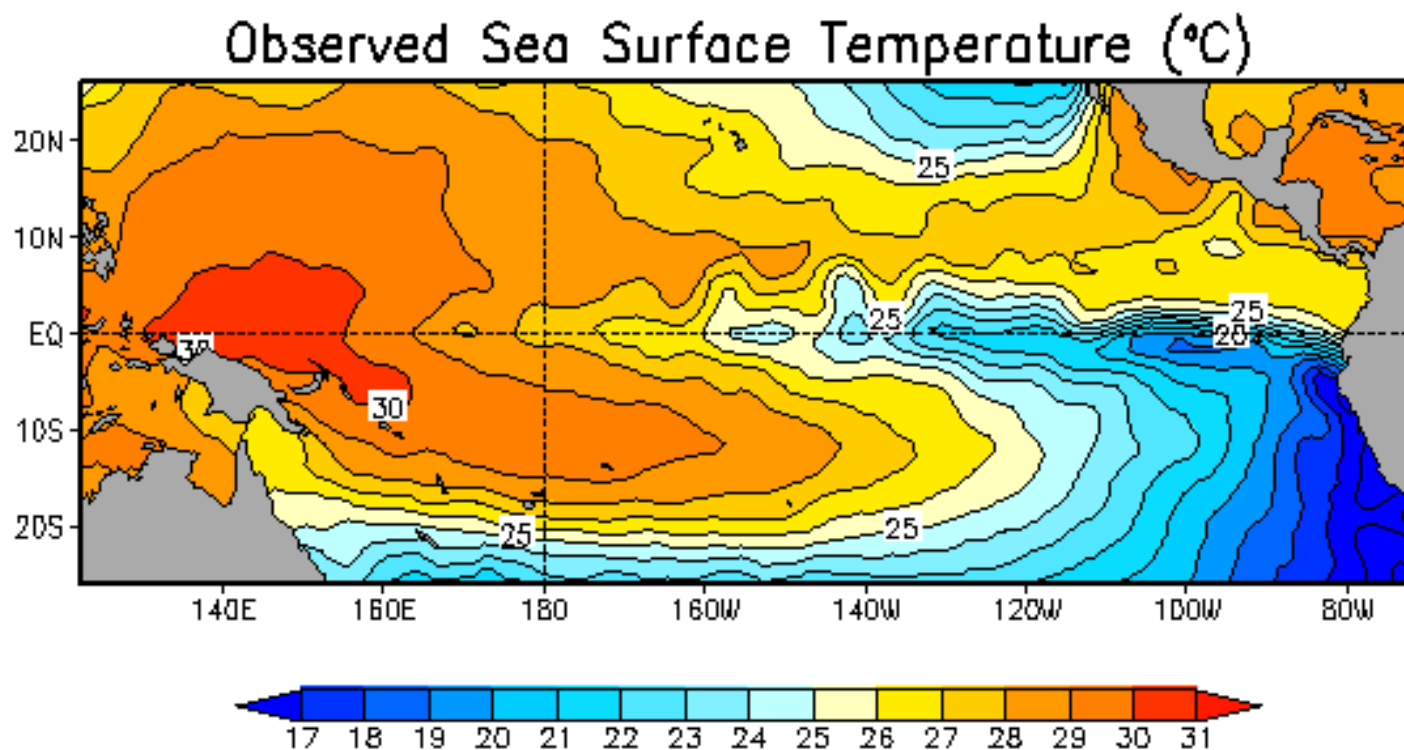 Observed Sea Surface Temperature (°C)
20N
25
10N
25
25
EQ
20
30
30
10S
20S
25
25
140E 160E 180 160W 140W 120W 100W 80W
17 18 19 20 21 22 23 24 25 26 27 28 29 30 31